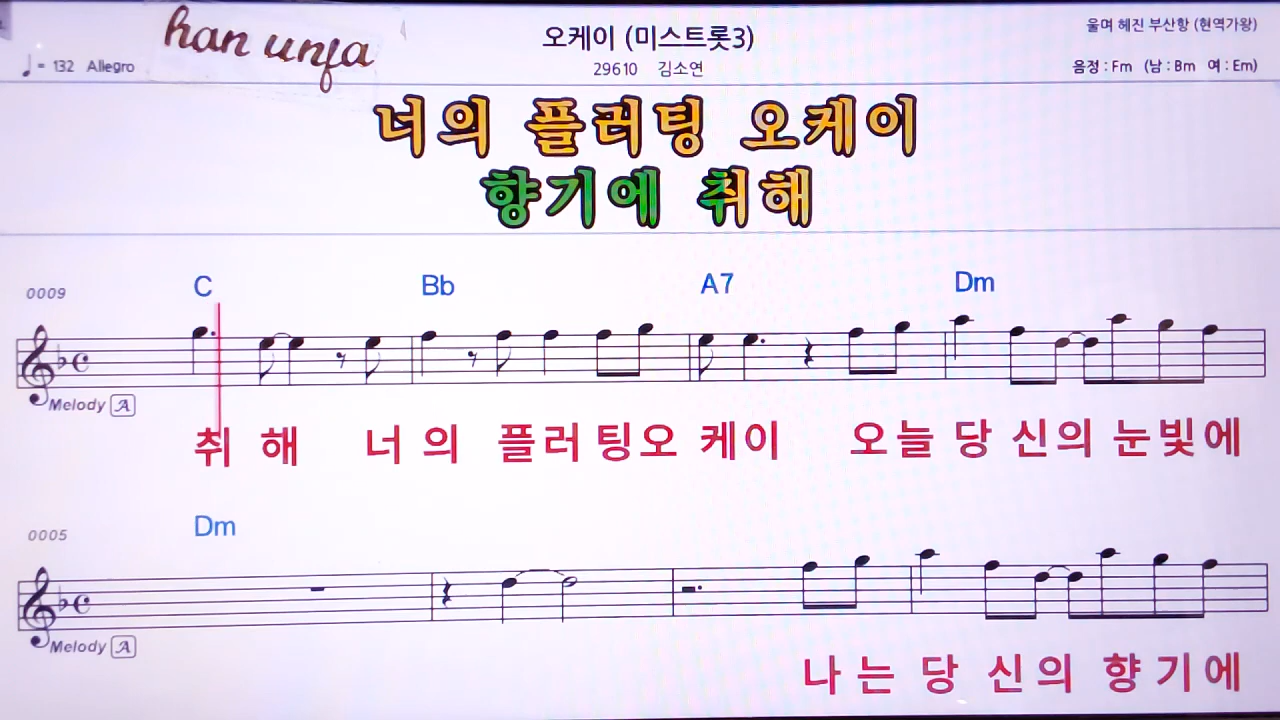 han unja
오케이 (미스트롯3)
울며 헤진 부산항 (현역가왕)
♩ = 132 Allegro
29610 김소연
음정 : Fm (남 : Bm 여 : Em)
너의 플러팅 오케이
향기에 취해
0009 C Bb A7 Dm
Melody A
취 해 너 의 플러팅오 케이 오늘 당 신의 눈빛에
0005 Dm
Melody A
나 는 당 신의 향 기 에